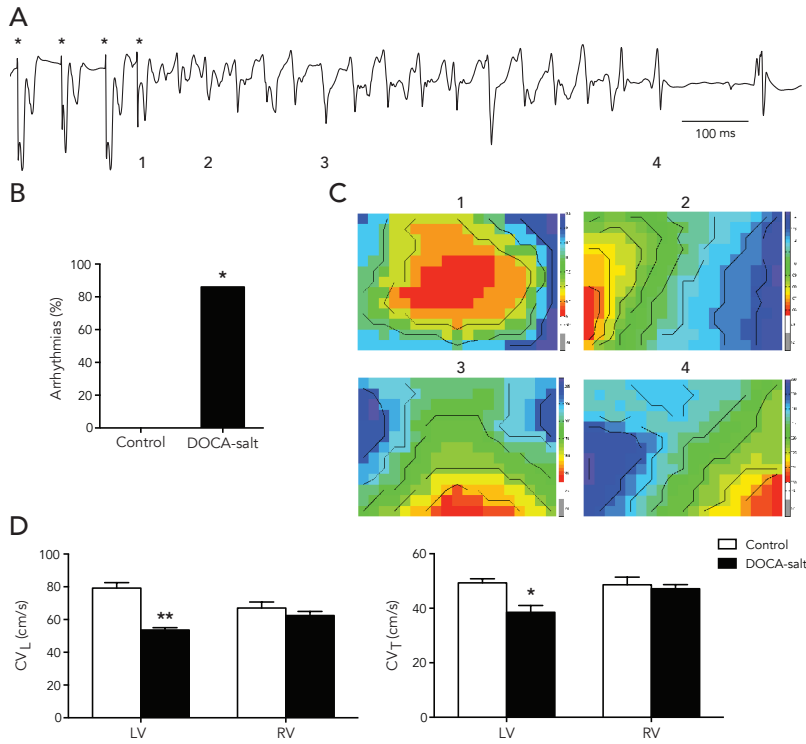 A
* * * *
100 ms
1 2 3 4
B
Arrhythmias (%)
100
80
60
40
20
0
*
Control DOCA-salt
C
1 2
3 4
D
Control
DOCA-salt
CV_L (cm/s)
100
80
60
40
20
0
**
LV RV
CV_T (cm/s)
60
40
20
0
*
LV RV